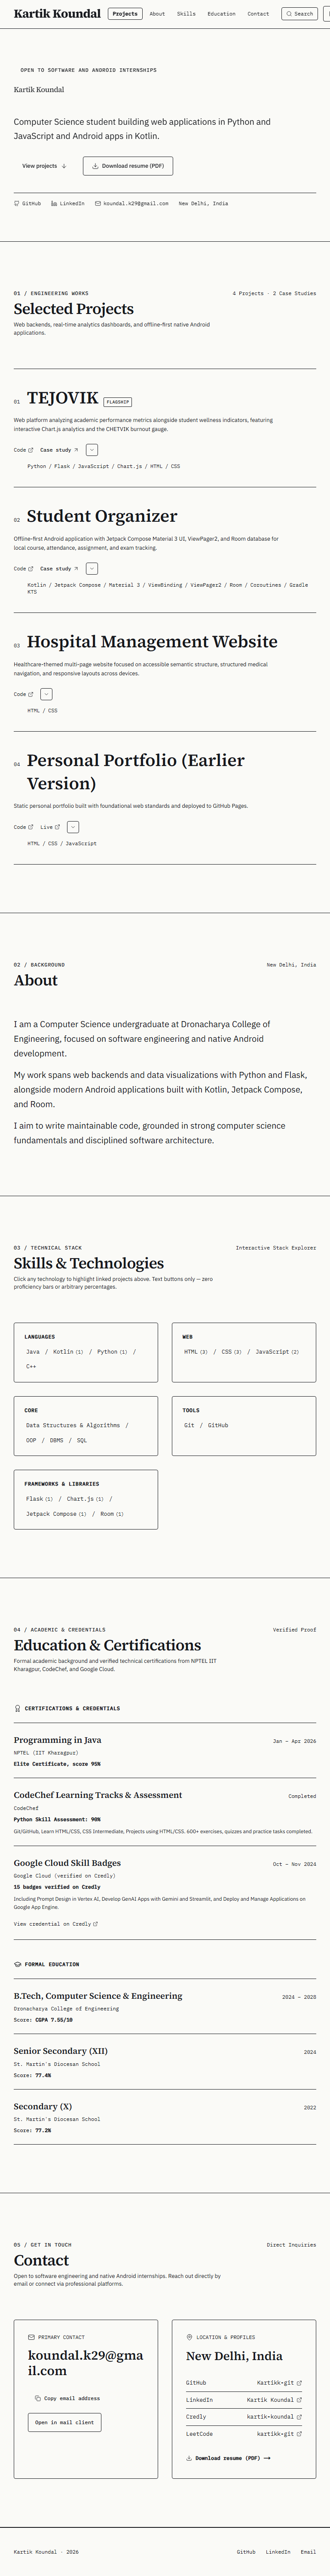 Kartik Koundal Projects About Skills Education Contact Search
OPEN TO SOFTWARE AND ANDROID INTERNSHIPS
Kartik Koundal
Computer Science student building web applications in Python and
JavaScript and Android apps in Kotlin.
View projects ↓ Download resume (PDF)
GitHub LinkedIn koundal.k29@gmail.com New Delhi, India
01 / ENGINEERING WORKS 4 Projects · 2 Case Studies
Selected Projects
Web backends, real-time analytics dashboards, and offline-first native Android
applications.
01 TEJOVIK FLAGSHIP
Web platform analyzing academic performance metrics alongside student wellness indicators, featuring
interactive Chart.js analytics and the CHETVIK burnout gauge.
Code Case study
Python / Flask / JavaScript / Chart.js / HTML / CSS
02 Student Organizer
Offline-first Android application with Jetpack Compose Material 3 UI, ViewPager2, and Room database for
local course, attendance, assignment, and exam tracking.
Code Case study
Kotlin / Jetpack Compose / Material 3 / ViewBinding / ViewPager2 / Room / Coroutines / Gradle
KTS
03 Hospital Management Website
Healthcare-themed multi-page website focused on accessible semantic structure, structured medical
navigation, and responsive layouts across devices.
Code
HTML / CSS
04 Personal Portfolio (Earlier
Version)
Static personal portfolio built with foundational web standards and deployed to GitHub Pages.
Code Live
HTML / CSS / JavaScript
02 / BACKGROUND New Delhi, India
About
I am a Computer Science undergraduate at Dronacharya College of
Engineering, focused on software engineering and native Android
development.
My work spans web backends and data visualizations with Python and Flask,
alongside modern Android applications built with Kotlin, Jetpack Compose,
and Room.
I aim to write maintainable code, grounded in strong computer science
fundamentals and disciplined software architecture.
03 / TECHNICAL STACK Interactive Stack Explorer
Skills & Technologies
Click any technology to highlight linked projects above. Text buttons only — zero
proficiency bars or arbitrary percentages.
LANGUAGES
Java / Kotlin (1) / Python (1) /
C++
WEB
HTML (3) / CSS (3) / JavaScript (2)
CORE
Data Structures & Algorithms /
OOP / DBMS / SQL
TOOLS
Git / GitHub
FRAMEWORKS & LIBRARIES
Flask (1) / Chart.js (1) /
Jetpack Compose (1) / Room (1)
04 / ACADEMIC & CREDENTIALS Verified Proof
Education & Certifications
Formal academic background and verified technical certifications from NPTEL IIT
Kharagpur, CodeChef, and Google Cloud.
CERTIFICATIONS & CREDENTIALS
Programming in Java Jan – Apr 2026
NPTEL (IIT Kharagpur)
Elite Certificate, score 95%
CodeChef Learning Tracks & Assessment Completed
CodeChef
Python Skill Assessment: 90%
Git/GitHub, Learn HTML/CSS, CSS Intermediate, Projects using HTML/CSS. 600+ exercises, quizzes and practice tasks completed.
Google Cloud Skill Badges Oct – Nov 2024
Google Cloud (verified on Credly)
15 badges verified on Credly
Including Prompt Design in Vertex AI, Develop GenAI Apps with Gemini and Streamlit, and Deploy and Manage Applications on
Google App Engine.
View credential on Credly
FORMAL EDUCATION
B.Tech, Computer Science & Engineering 2024 – 2028
Dronacharya College of Engineering
Score: CGPA 7.55/10
Senior Secondary (XII) 2024
St. Martin's Diocesan School
Score: 77.4%
Secondary (X) 2022
St. Martin's Diocesan School
Score: 77.2%
05 / GET IN TOUCH Direct Inquiries
Contact
Open to software engineering and native Android internships. Reach out directly by
email or connect via professional platforms.
PRIMARY CONTACT
koundal.k29@gma
il.com
Copy email address
Open in mail client
LOCATION & PROFILES
New Delhi, India
GitHub Kartikk-git
LinkedIn Kartik Koundal
Credly kartik-koundal
LeetCode kartikk-git
Download resume (PDF) ⟶
Kartik Koundal · 2026 GitHub LinkedIn Email